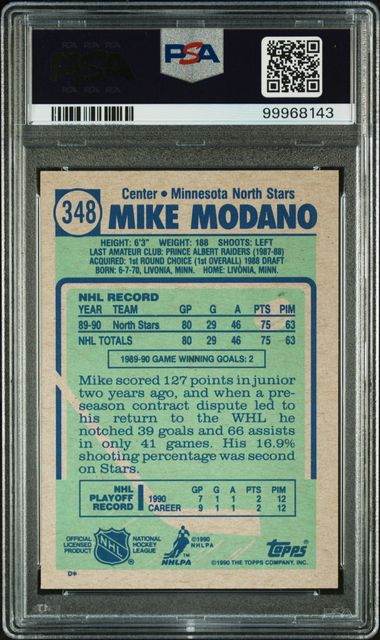 PSA
99968143
348
Center • Minnesota North Stars
MIKE MODANO
HEIGHT: 6'3" WEIGHT: 188 SHOOTS: LEFT
LAST AMATEUR CLUB: PRINCE ALBERT RAIDERS (1987-88)
ACQUIRED: 1ST ROUND CHOICE (1ST OVERALL) 1988 DRAFT
BORN: 6-7-70, LIVONIA, MINN. HOME: LIVONIA, MINN.
NHL RECORD
YEAR TEAM GP G A PTS PIM
89-90 North Stars 80 29 46 75 63
NHL TOTALS 80 29 46 75 63
1989-90 GAME WINNING GOALS: 2
Mike scored 127 points in junior
two years ago, and when a pre-
season contract dispute led to
his return to the WHL he
notched 39 goals and 66 assists
in only 41 games. His 16.9%
shooting percentage was second
on Stars.
NHL PLAYOFF RECORD
GP G A PTS PIM
1990 7 1 1 2 12
CAREER 9 1 1 2 12
OFFICIAL LICENSED PRODUCT
NHL
NATIONAL HOCKEY LEAGUE
©1990 NHLPA
NHLPA
Topps
D*
©1990 THE TOPPS COMPANY, INC.
PSA